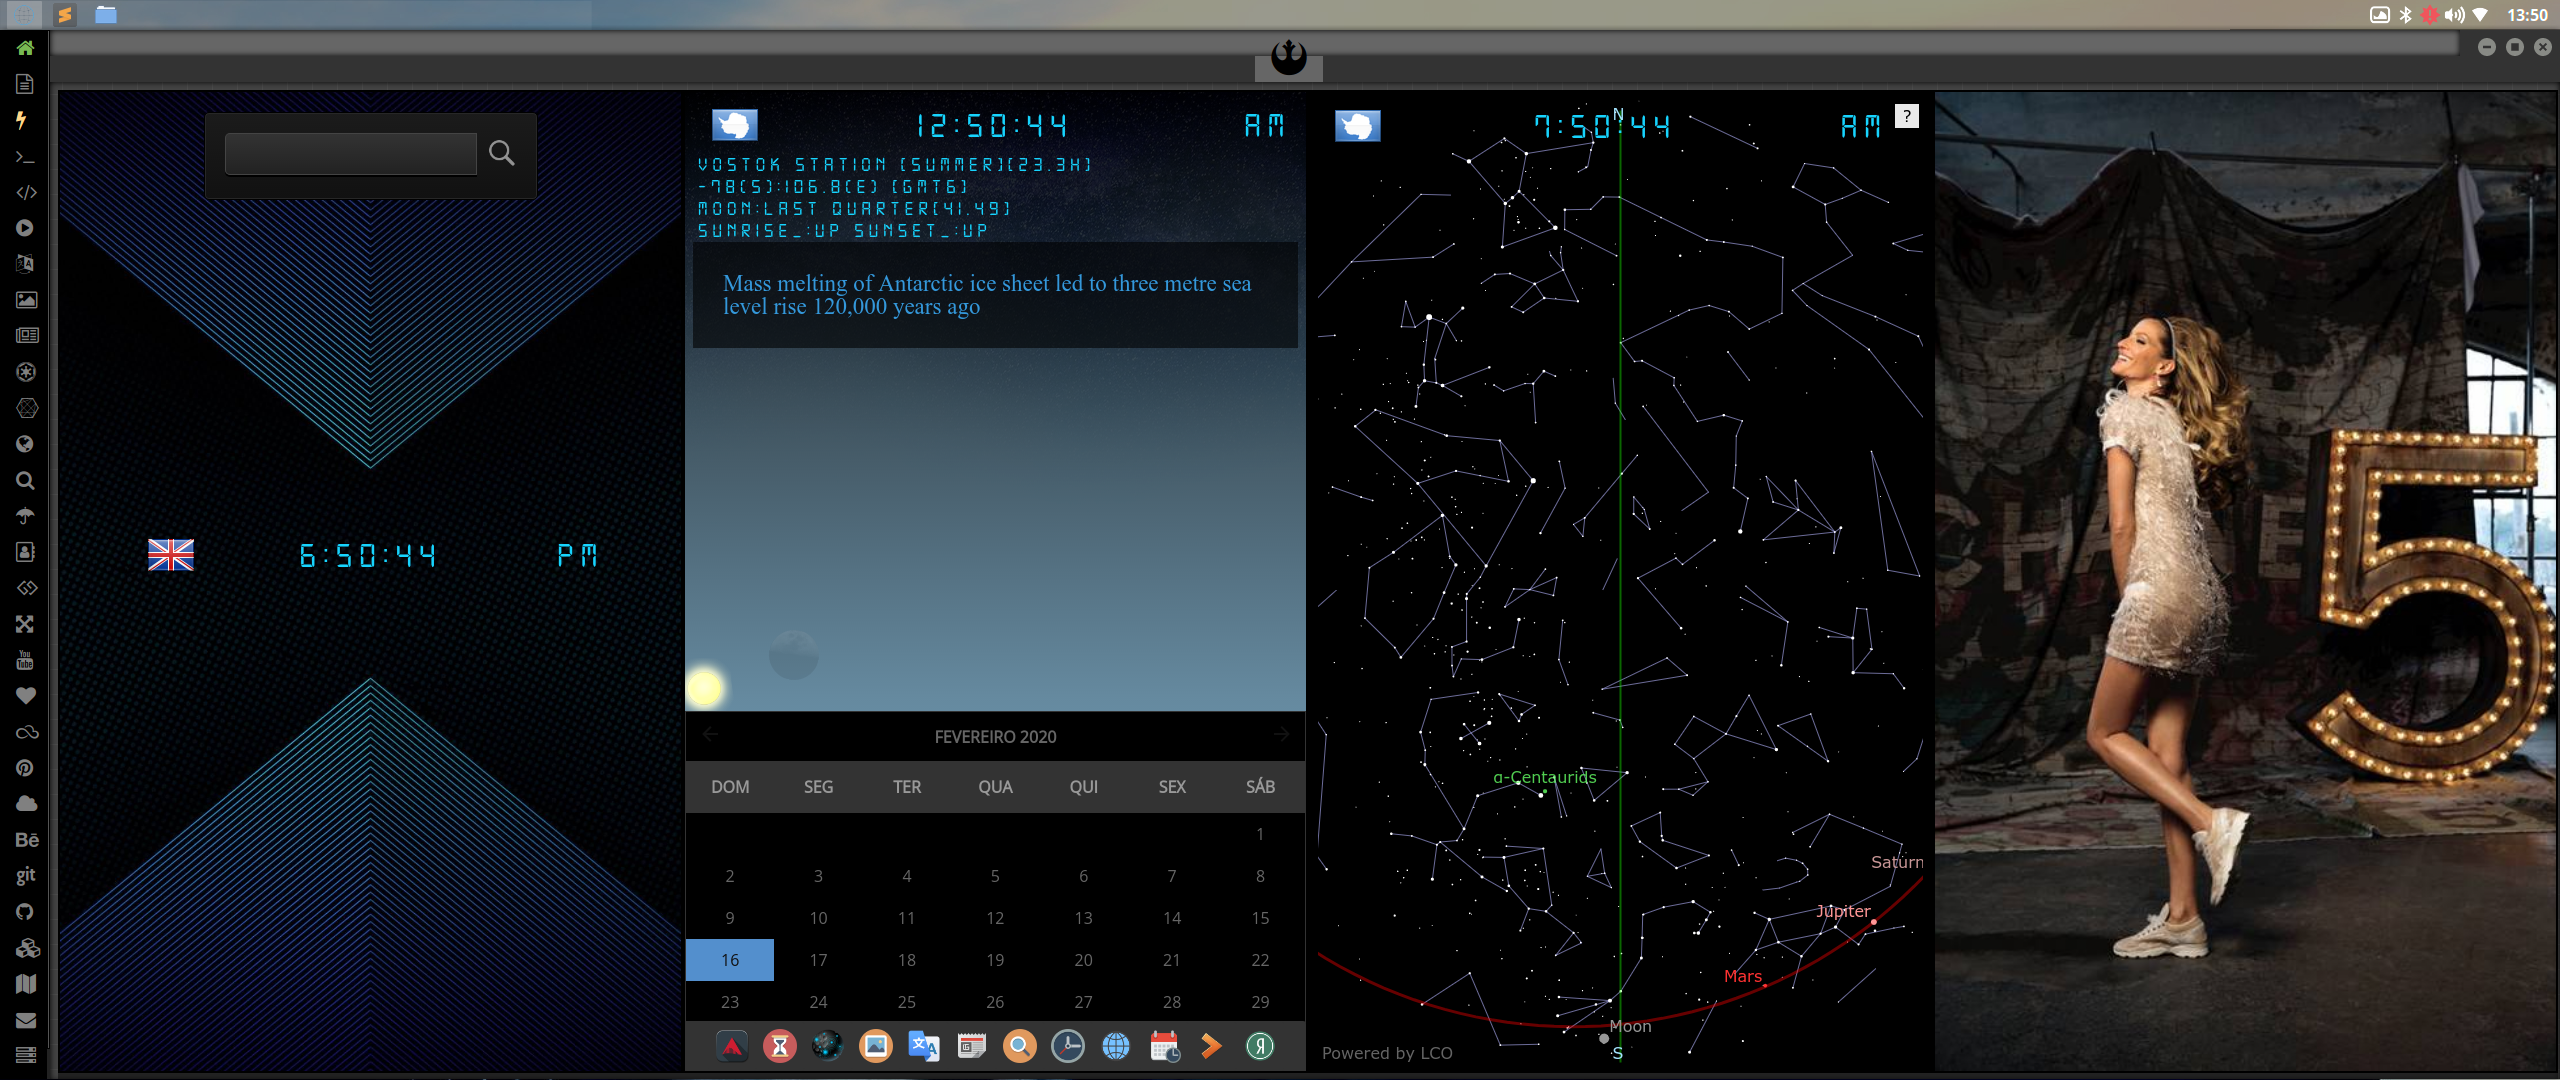 13:50
You
Tube
Bē
git
6:50:44 PM
12:50:44 AM
VOSTOK STATION [SUMMER][23.3H]
-78(S):106.8(E) [GMT6]
MOON:LAST QUARTER[41.49]
SUNRISE_:UP SUNSET_:UP
Mass melting of Antarctic ice sheet led to three metre sea
level rise 120,000 years ago
FEVEREIRO 2020
DOM SEG TER QUA QUI SEX SÁB
1
2 3 4 5 6 7 8
9 10 11 12 13 14 15
16 17 18 19 20 21 22
23 24 25 26 27 28 29
N
7:50:44 AM
?
α-Centaurids
Saturn
Jupiter
Mars
Moon
S
Powered by LCO
5